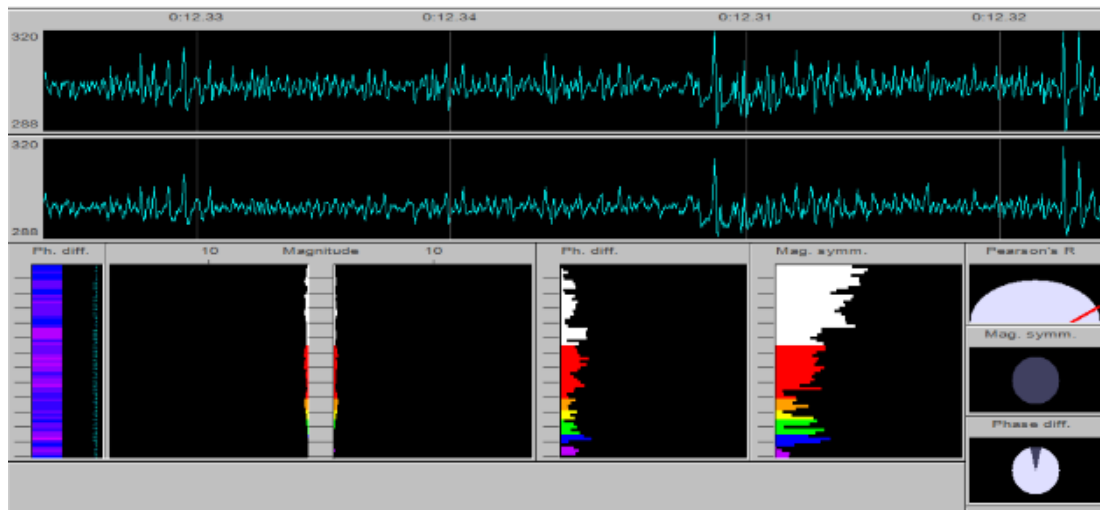 0:12.33 0:12.34 0:12.31 0:12.32
320
288
320
288
Ph. diff. 10 Magnitude 10 Ph. diff. Mag. symm. Pearson's R
Mag. symm.
Phase diff.